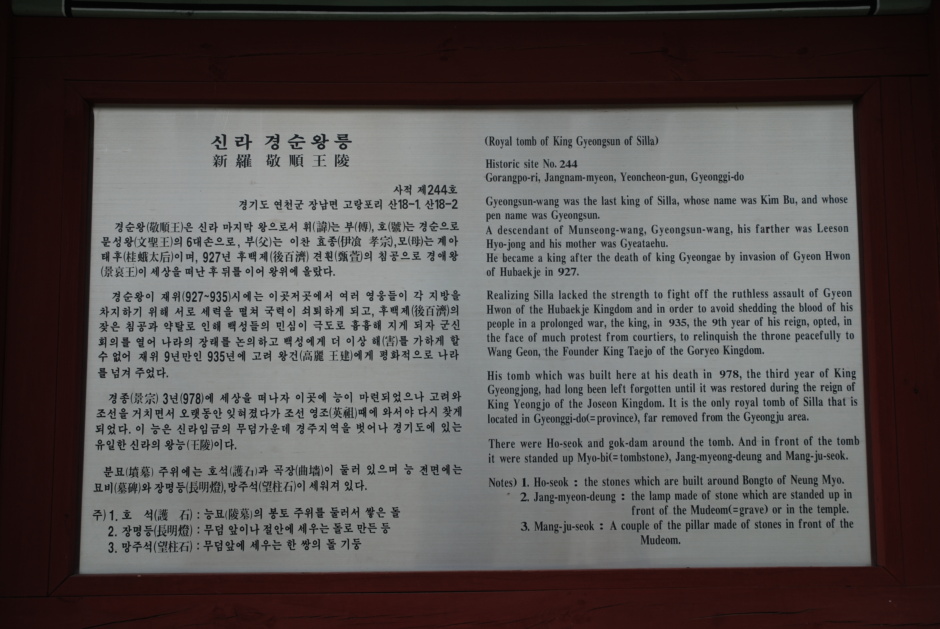 신라 경순왕릉
新羅 敬順王陵
사적 제244호
경기도 연천군 장남면 고랑포리 산18-1, 산18-2
경순왕(敬順王)은 신라 마지막 왕으로서 휘(諱)는 부(傅), 호(號)는 경순으로
문성왕(文聖王)의 6대손으로, 부(父)는 이찬 효종(伊飡 孝宗),모(母)는 계아
태후(桂蛾太后)이며, 927년 후백제(後百濟) 견훤(甄萱)의 침공으로 경애왕
(景哀王)이 세상을 떠난 후 뒤를 이어 왕위에 올랐다.
경순왕이 재위(927~935)시에는 이곳저곳에서 여러 영웅들이 각 지방을
차지하기 위해 서로 세력을 떨쳐 국력이 쇠퇴하게 되고, 후백제(後百濟)의
잦은 침공과 약탈로 인해 백성들의 민심이 극도로 흉흉해 지게 되자 군신
회의를 열어 나라의 장래를 논의하고 백성에게 더 이상 해(害)를 가하게 할
수 없어 재위 9년만인 935년에 고려 왕건(高麗 王建)에게 평화적으로 나라
를 넘겨 주었다.
경종(景宗) 3년(978)에 세상을 떠나자 이곳에 능이 마련되었으나 고려와
조선을 거치면서 오랫동안 잊혀졌다가 조선 영조(英祖)때에 와서야 다시 찾게
되었다. 이 능은 신라임금의 무덤가운데 경주지역을 벗어나 경기도에 있는
유일한 신라의 왕능(王陵)이다.
분묘(墳墓) 주위에는 호석(護石)과 곡장(曲墻)이 둘러 있으며 능 전면에는
묘비(墓碑)와 장명등(長明燈),망주석(望柱石)이 세워져 있다.
주) 1. 호 석(護 石) : 능묘(陵墓)의 봉토 주위를 둘러서 쌓은 돌
2. 장명등(長明燈) : 무덤 앞이나 절안에 세우는 돌로 만든 등
3. 망주석(望柱石) : 무덤앞에 세우는 한 쌍의 돌 기둥
(Royal tomb of King Gyeongsun of Silla)
Historic site No. 244
Gorangpo-ri, Jangnam-myeon, Yeoncheon-gun, Gyeonggi-do
Gyeongsun-wang was the last king of Silla, whose name was Kim Bu, and whose
pen name was Gyeongsun.
A descendant of Munseong-wang, Gyeongsun-wang, his farther was Leeson
Hyo-jong and his mother was Gyeataehu.
He became a king after the death of king Gyeongae by invasion of Gyeon Hwon
of Hubaekje in 927.
Realizing Silla lacked the strength to fight off the ruthless assault of Gyeon
Hwon of the Hubaekje Kingdom and in order to avoid shedding the blood of his
people in a prolonged war, the king, in 935, the 9th year of his reign, opted, in
the face of much protest from courtiers, to relinquish the throne peacefully to
Wang Geon, the Founder King Taejo of the Goryeo Kingdom.
His tomb which was built here at his death in 978, the third year of King
Gyeongjong, had long been left forgotten until it was restored during the reign of
King Yeongjo of the Joseon Kingdom. It is the only royal tomb of Silla that is
located in Gyeonggi-do(=province), far removed from the Gyeongju area.
There were Ho-seok and gok-dam around the tomb. And in front of the tomb
it were standed up Myo-bi(=tombstone), Jang-myeong-deung and Mang-ju-seok.
Notes) 1. Ho-seok : the stones which are built around Bongto of Neung Myo.
2. Jang-myeon-deung : the lamp made of stone which are standed up in
front of the Mudeom(=grave) or in the temple.
3. Mang-ju-seok : A couple of the pillar made of stones in front of the
Mudeom.